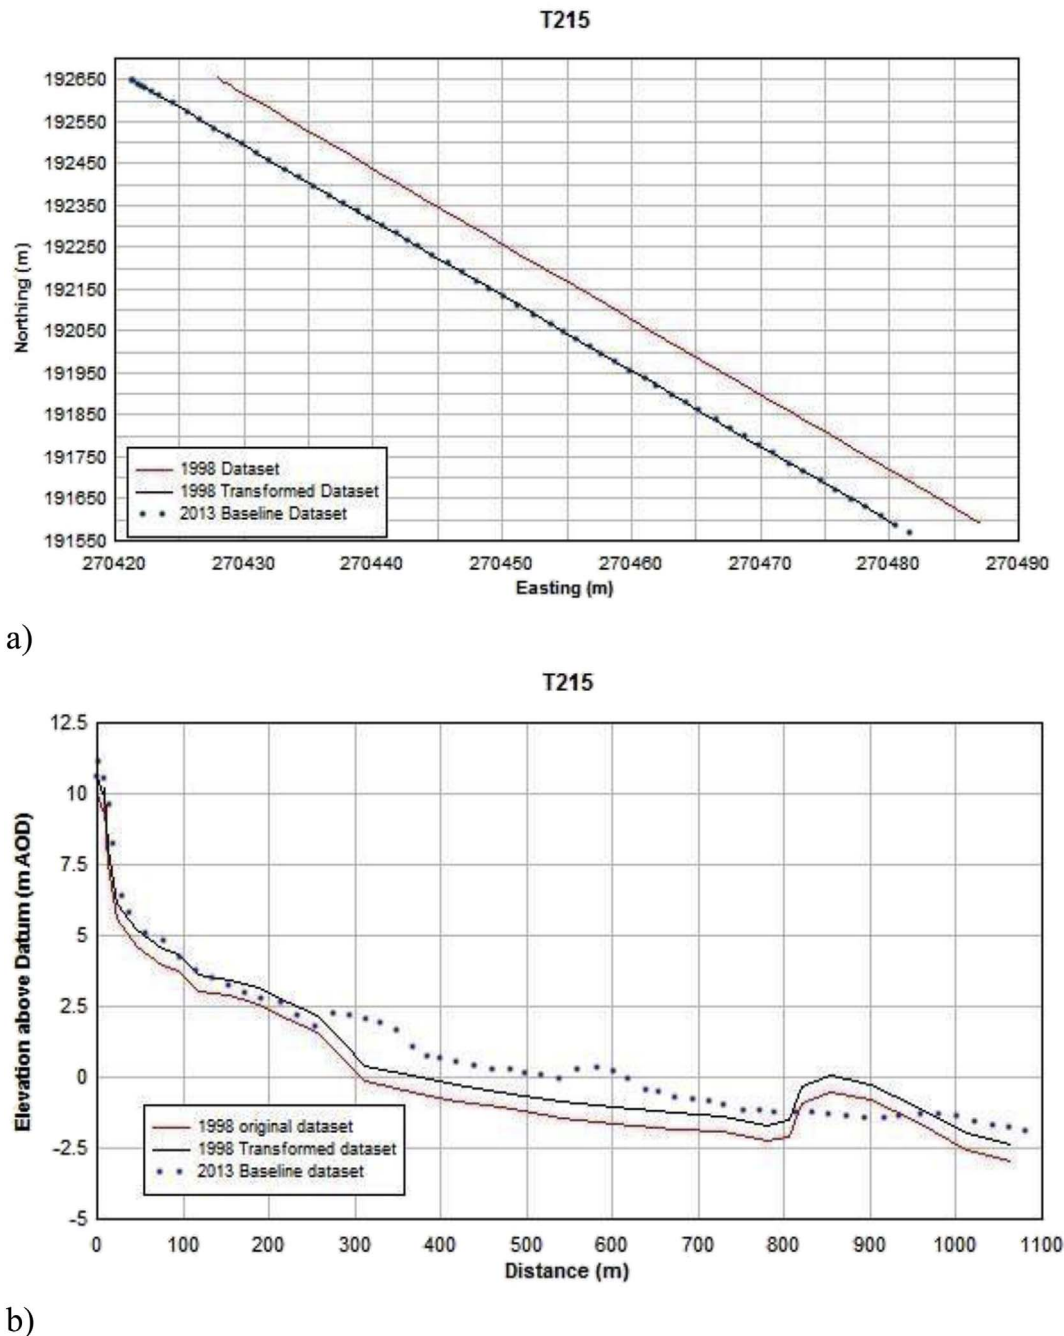 T215
192650
192550
192450
192350
192250
192150
192050
191950
191850
191750
191650
191550
Northing (m)
1998 Dataset
1998 Transformed Dataset
2013 Baseline Dataset
270420 270430 270440 270450 270460 270470 270480 270490
Easting (m)
a)
T215
12.5
10
7.5
5
2.5
0
-2.5
-5
Elevation above Datum (m AOD)
1998 original dataset
1998 Transformed dataset
2013 Baseline dataset
0 100 200 300 400 500 600 700 800 900 1000 1100
Distance (m)
b)